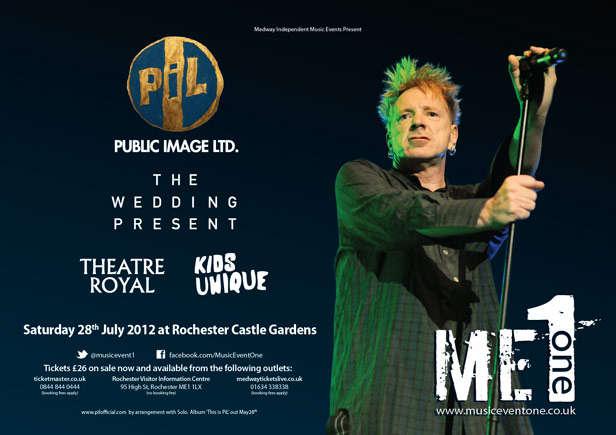 Medway Independent Music Events Present
PiL
PUBLIC IMAGE LTD.
THE
WEDDING
PRESENT
THEATRE
ROYAL
KIDS
UNIQUE
Saturday 28th July 2012 at Rochester Castle Gardens
@musicevent1
facebook.com/MusicEventOne
Tickets £26 on sale now and available from the following outlets:
ticketmaster.co.uk
0844 844 0444
(booking fees apply)
Rochester Visitor Information Centre
95 High St, Rochester ME1 1LX
(no booking fee)
medwayticketslive.co.uk
01634 338338
(booking fees apply)
www.pilofficial.com by arrangement with Solo. Album 'This is PiL' out May28th
ME1
one
www.musiceventone.co.uk